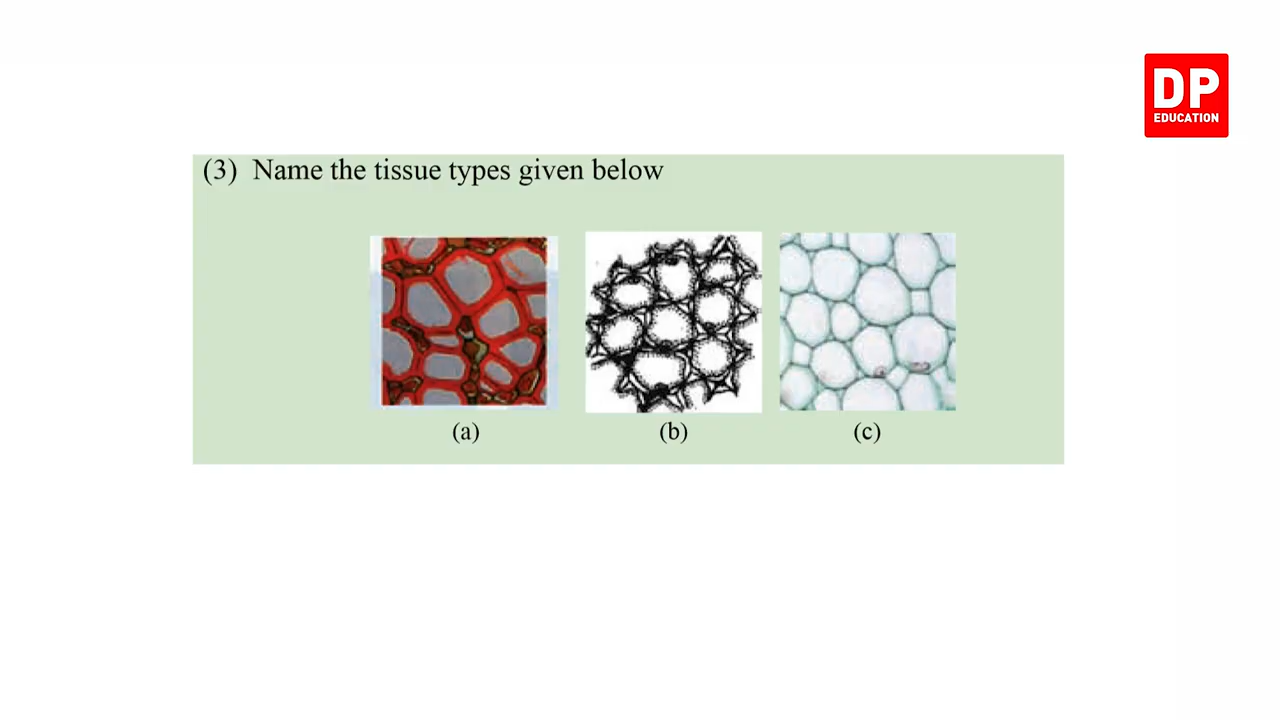 DP
EDUCATION
(3) Name the tissue types given below
(a) (b) (c)